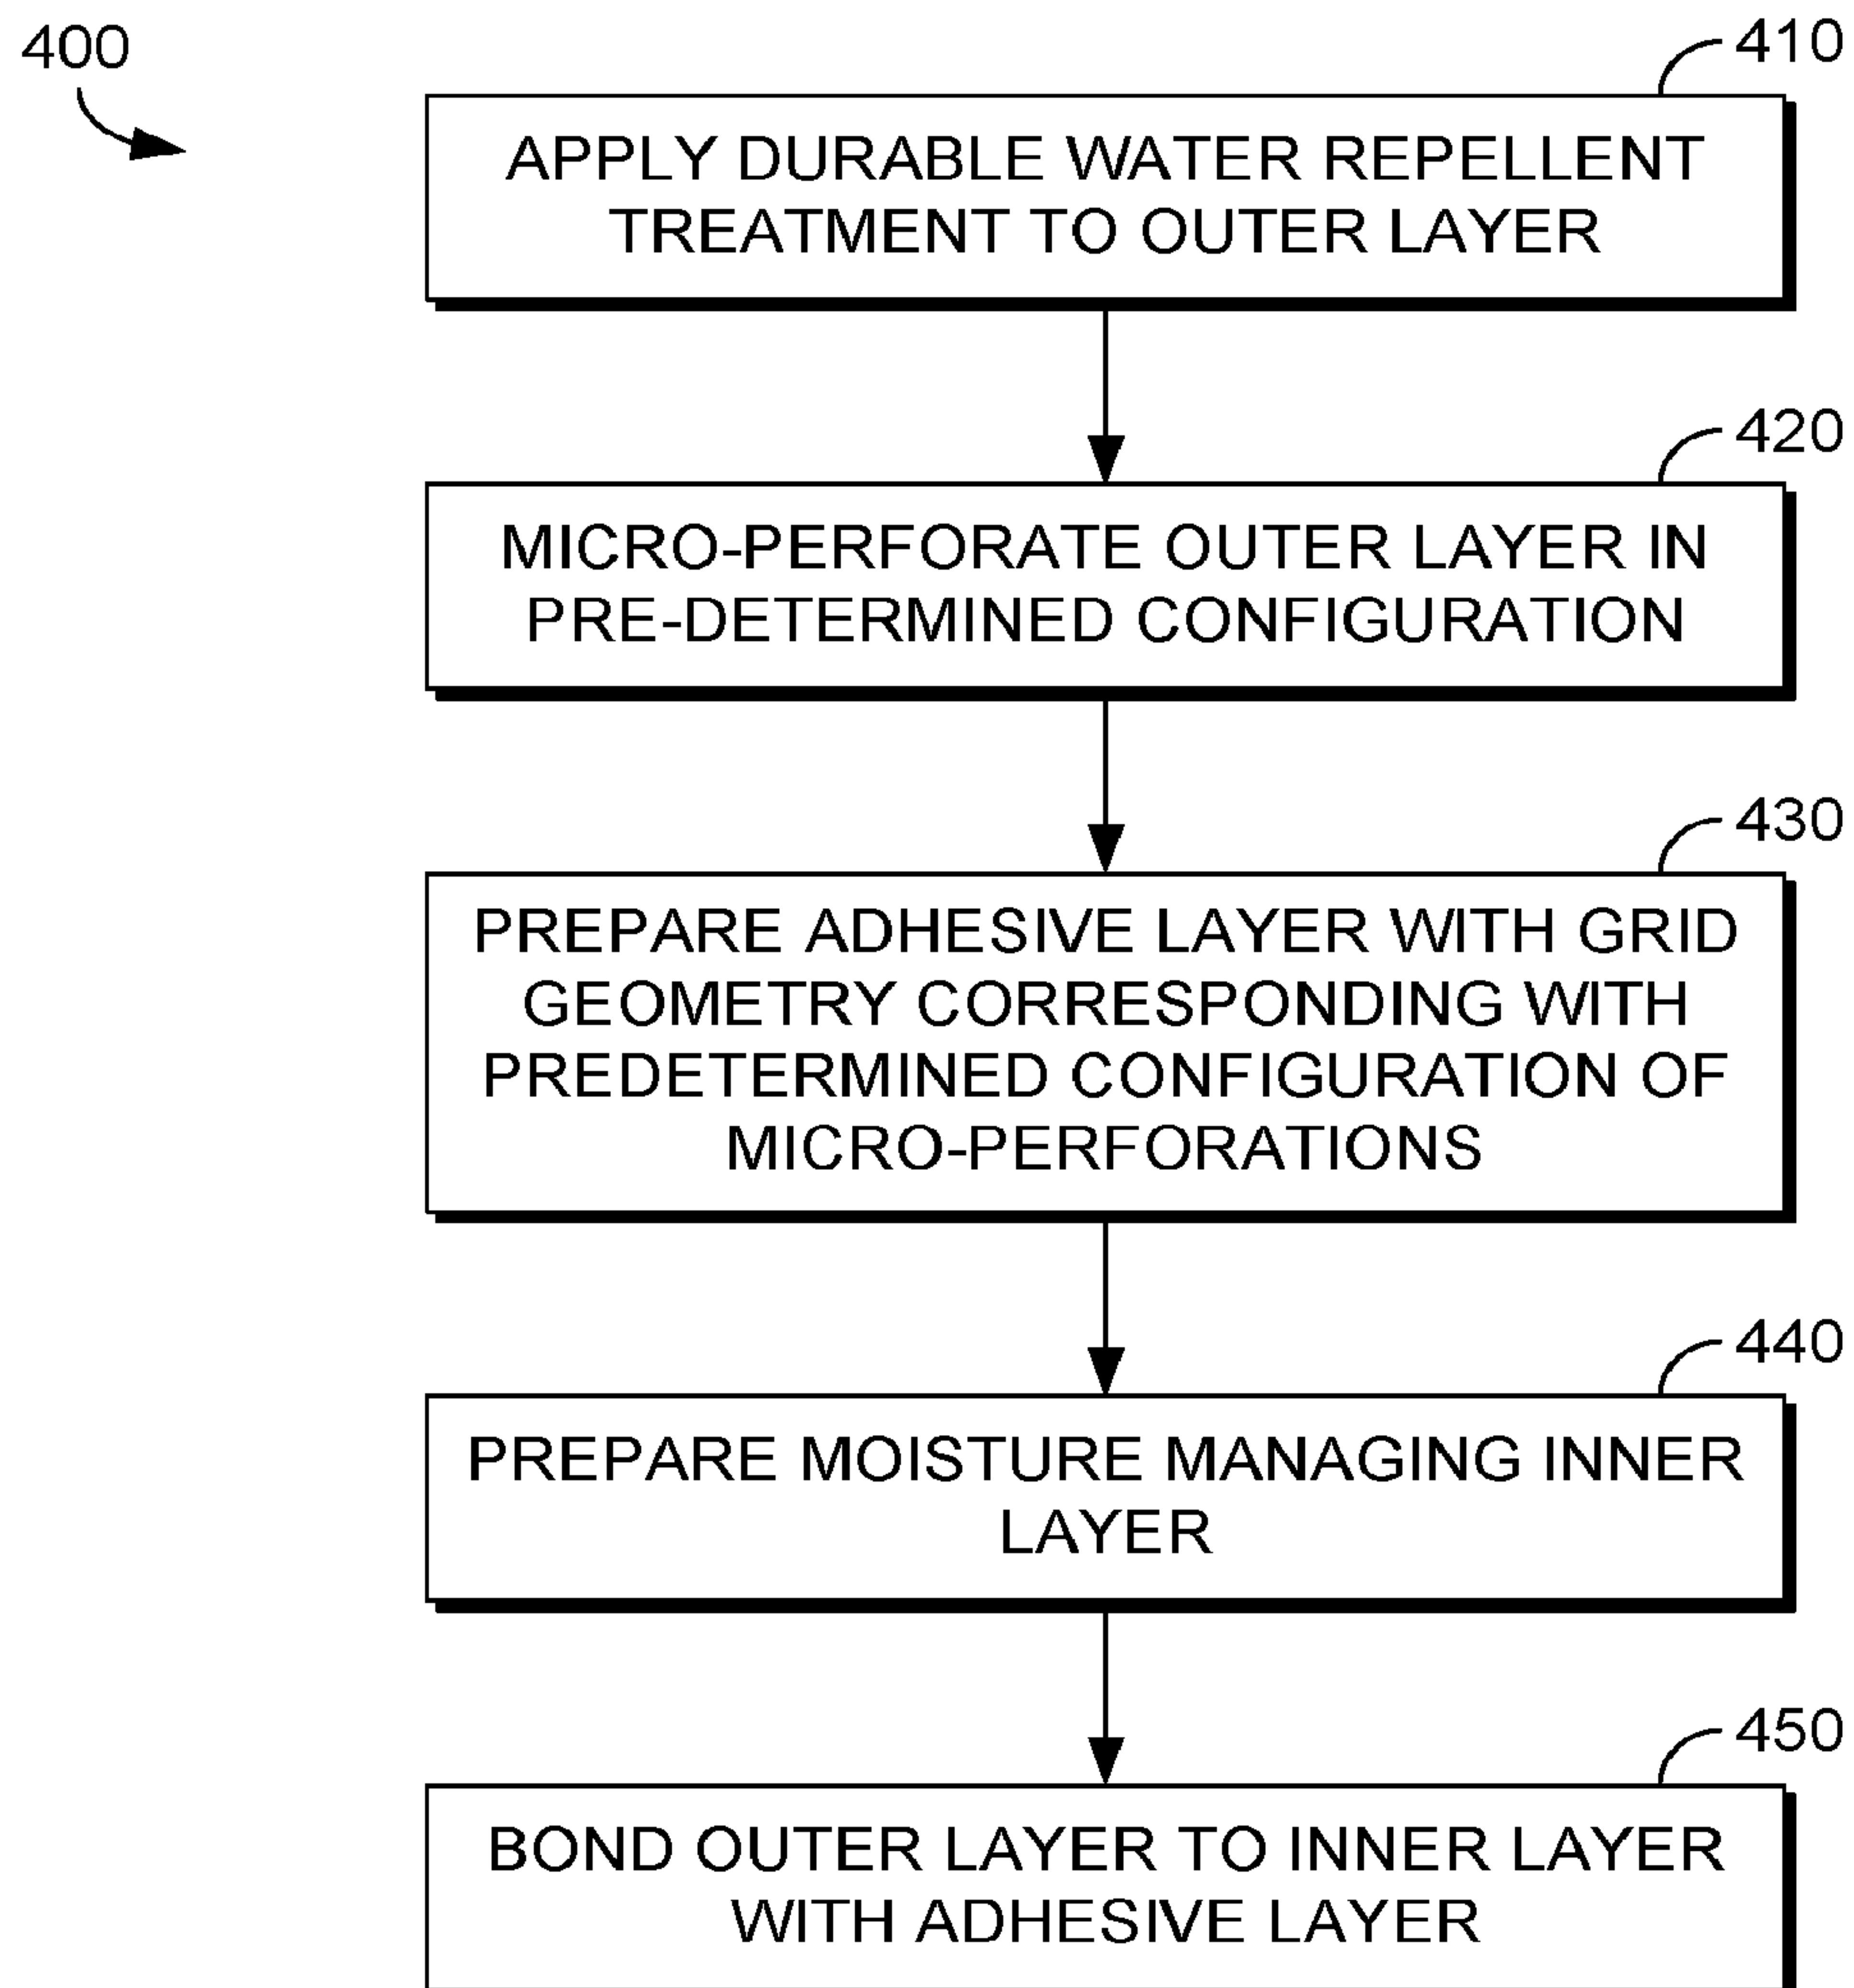 400
410
APPLY DURABLE WATER REPELLENT
TREATMENT TO OUTER LAYER
420
MICRO-PERFORATE OUTER LAYER IN
PRE-DETERMINED CONFIGURATION
430
PREPARE ADHESIVE LAYER WITH GRID
GEOMETRY CORRESPONDING WITH
PREDETERMINED CONFIGURATION OF
MICRO-PERFORATIONS
440
PREPARE MOISTURE MANAGING INNER
LAYER
450
BOND OUTER LAYER TO INNER LAYER
WITH ADHESIVE LAYER